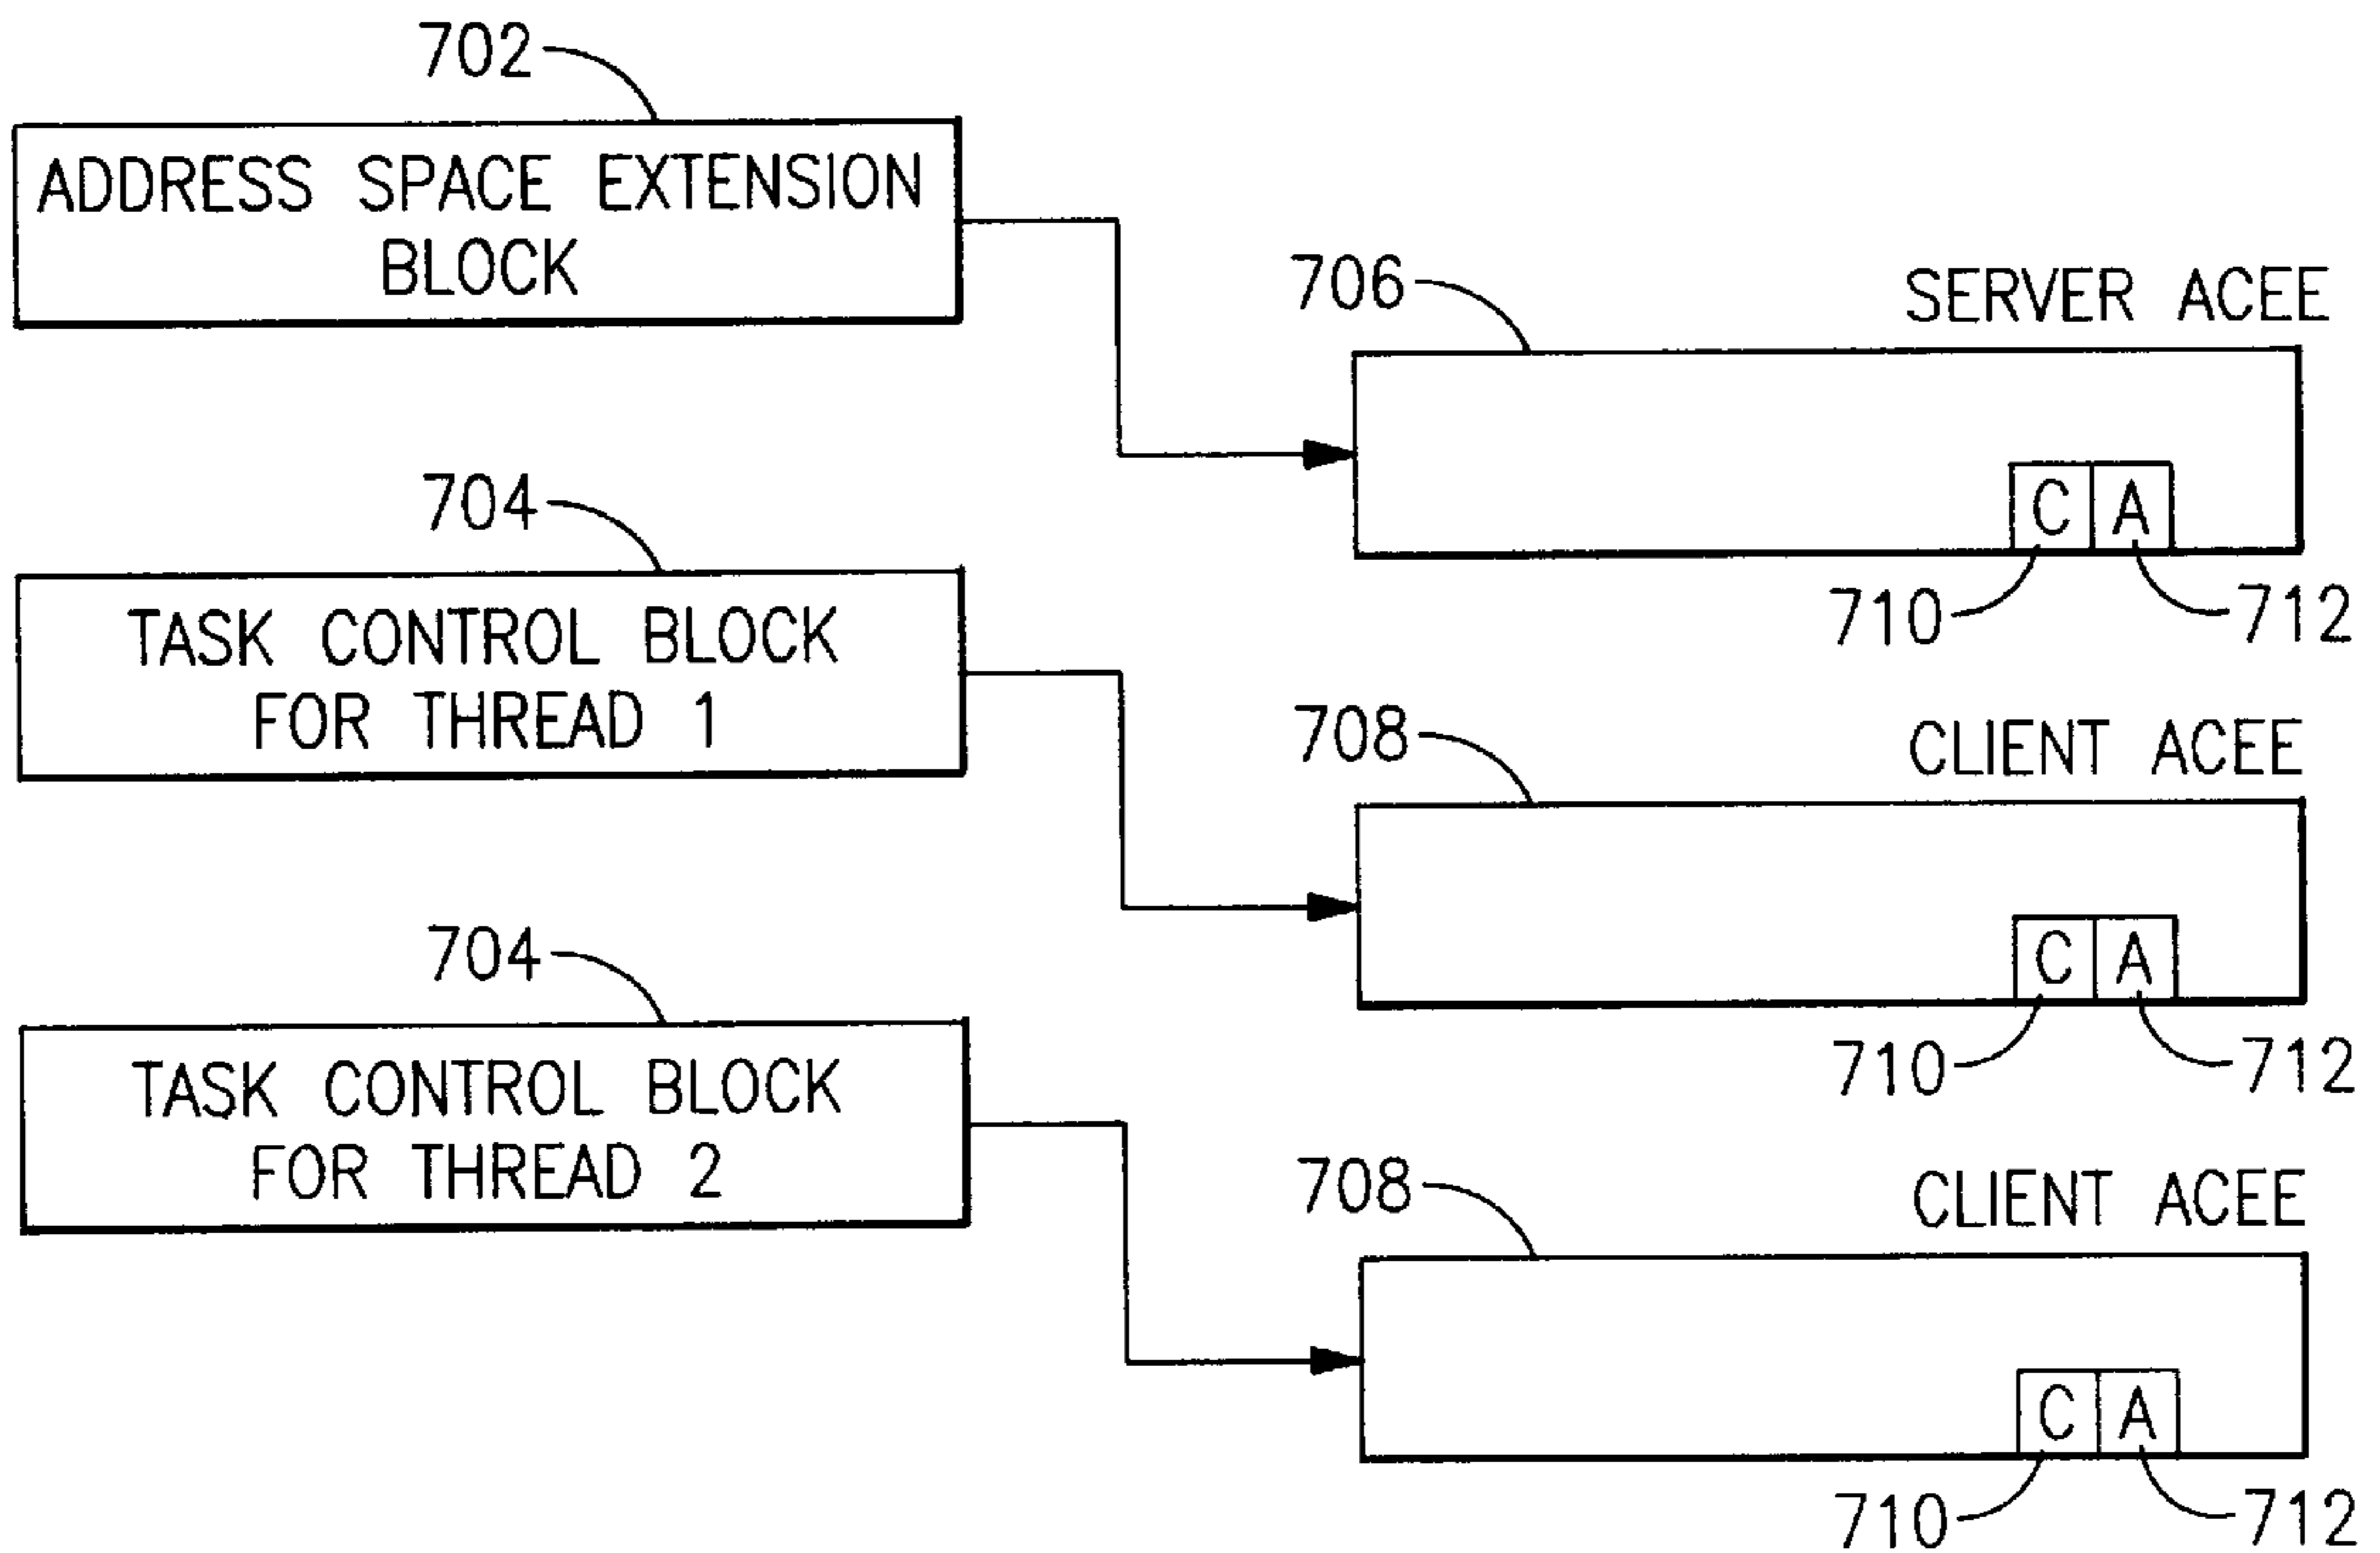 702
ADDRESS SPACE EXTENSION
BLOCK
706
SERVER ACEE
C A
710
712
704
TASK CONTROL BLOCK
FOR THREAD 1
708
CLIENT ACEE
C A
710
712
704
TASK CONTROL BLOCK
FOR THREAD 2
708
CLIENT ACEE
C A
710
712